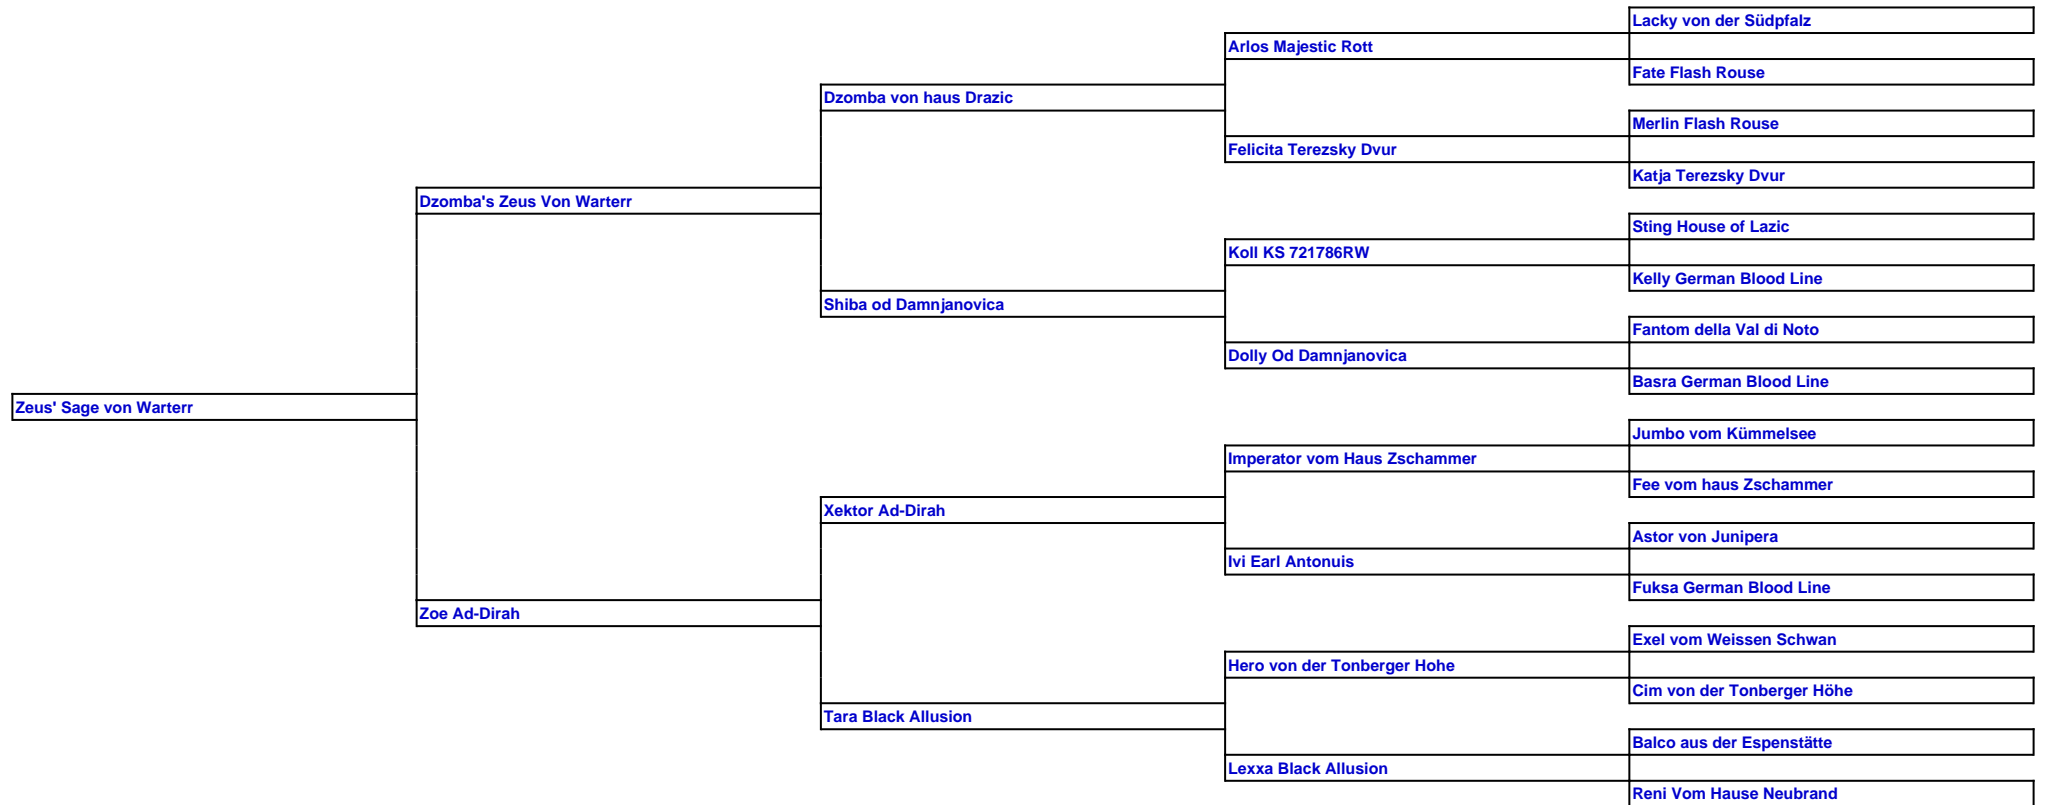 Lacky von der Südpfalz
Arlos Majestic Rott
Fate Flash Rouse
Dzomba von haus Drazic
Merlin Flash Rouse
Felicita Terezsky Dvur
Katja Terezsky Dvur
Dzomba's Zeus Von Warterr
Sting House of Lazic
Koll KS 721786RW
Kelly German Blood Line
Shiba od Damnjanovica
Fantom della Val di Noto
Dolly Od Damnjanovica
Basra German Blood Line
Zeus' Sage von Warterr
Jumbo vom Kümmelsee
Imperator vom Haus Zschammer
Fee vom haus Zschammer
Xektor Ad-Dirah
Astor von Junipera
Ivi Earl Antonuis
Fuksa German Blood Line
Zoe Ad-Dirah
Exel vom Weissen Schwan
Hero von der Tonberger Hohe
Cim von der Tonberger Höhe
Tara Black Allusion
Balco aus der Espenstätte
Lexxa Black Allusion
Reni Vom Hause Neubrand